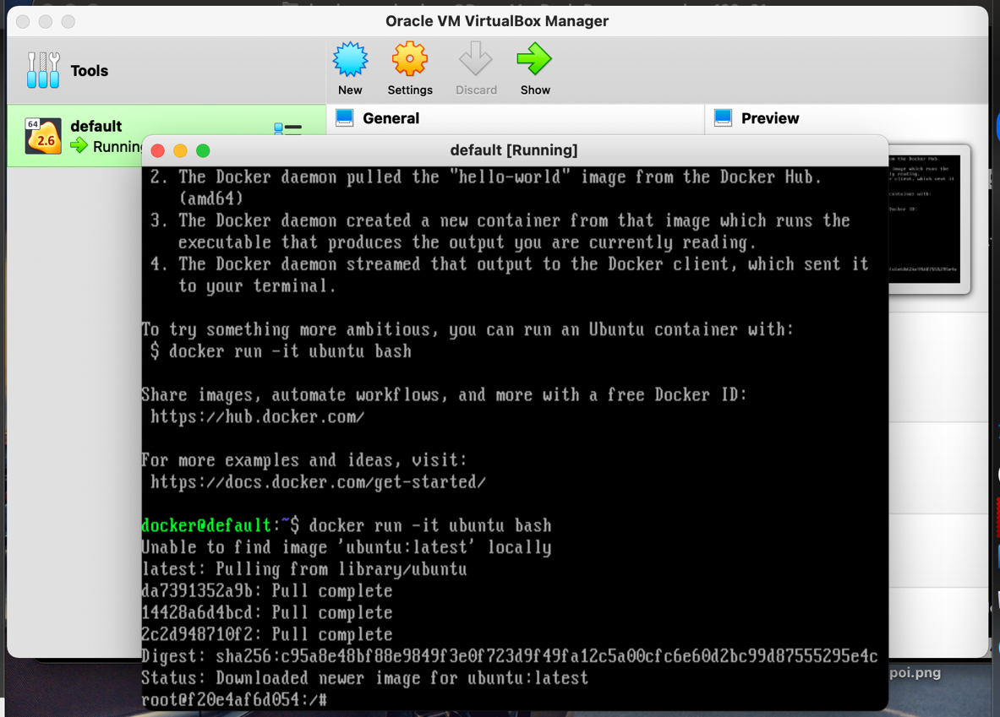 Oracle VM VirtualBox Manager
Tools
New
Settings
Discard
Show
64
2.6
default
Running
General
Preview
default [Running]
2. The Docker daemon pulled the "hello-world" image from the Docker Hub.
(amd64)
3. The Docker daemon created a new container from that image which runs the
executable that produces the output you are currently reading.
4. The Docker daemon streamed that output to the Docker client, which sent it
to your terminal.
To try something more ambitious, you can run an Ubuntu container with:
$ docker run -it ubuntu bash
Share images, automate workflows, and more with a free Docker ID:
https://hub.docker.com/
For more examples and ideas, visit:
https://docs.docker.com/get-started/
docker@default:~$ docker run -it ubuntu bash
Unable to find image 'ubuntu:latest' locally
latest: Pulling from library/ubuntu
da7391352a9b: Pull complete
14428a6d4bcd: Pull complete
2c2d948710f2: Pull complete
Digest: sha256:c95a8e48bf88e9849f3e0f723d9f49fa12c5a00cfc6e60d2bc99d87555295e4c
Status: Downloaded newer image for ubuntu:latest
root@f20e4af6d054:/#
poi.png